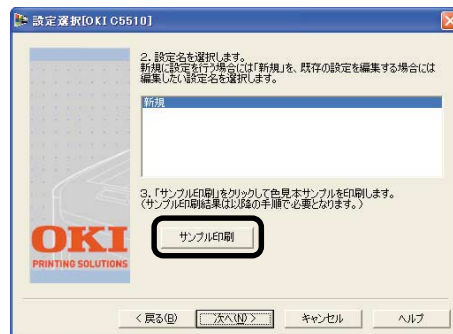 設定選択[OKI C5510]
2. 設定名を選択します。
新規に設定を行う場合には「新規」を、既存の設定を編集する場合には
編集したい設定名を選択します。
新規
3. 「サンプル印刷」をクリックして色見本サンプルを印刷します。
(サンプル印刷結果は以降の手順で必要となります。)
サンプル印刷
OKI
PRINTING SOLUTIONS
< 戻る(B)
次へ(N) >
キャンセル
ヘルプ